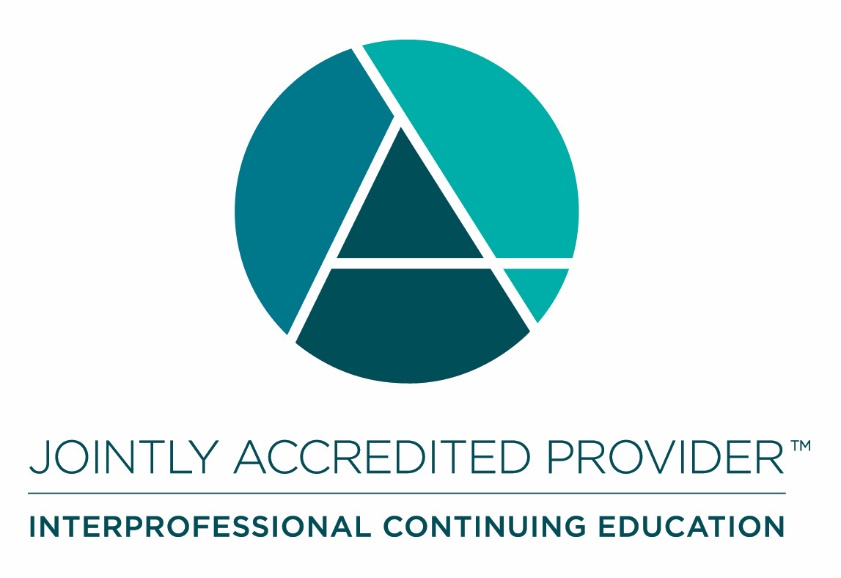 JOINTLY ACCREDITED PROVIDER™
INTERPROFESSIONAL CONTINUING EDUCATION